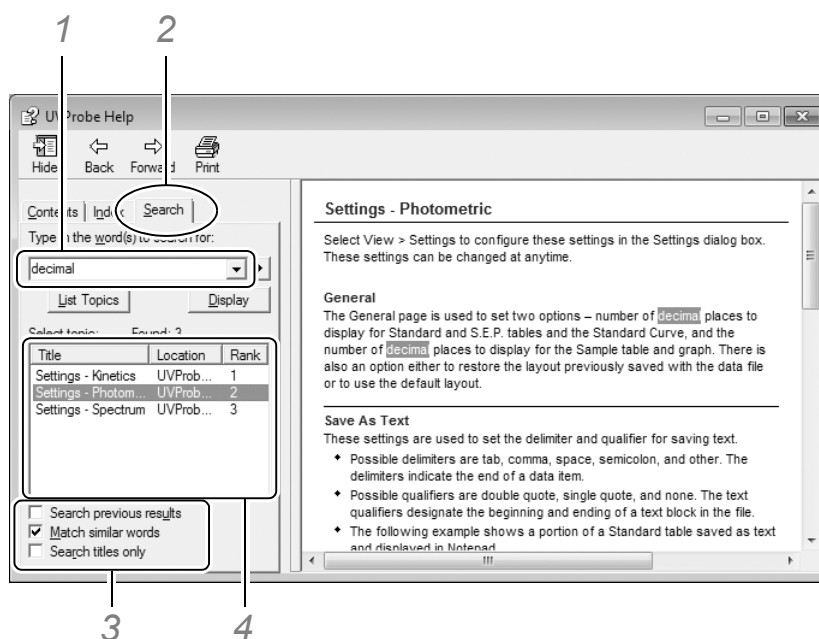 1 2
UVProbe Help
Hide Back Forward Print
Contents Index Search
Type in the word(s) to search for:
decimal
List Topics Display
Select topic: Found: 3
Title Location Rank
Settings - Kinetics UVProb... 1
Settings - Photom... UVProb... 2
Settings - Spectrum UVProb... 3
Search previous results
Match similar words
Search titles only
Settings - Photometric
Select View > Settings to configure these settings in the Settings dialog box.
These settings can be changed at anytime.
General
The General page is used to set two options – number of decimal places to
display for Standard and S.E.P. tables and the Standard Curve, and the
number of decimal places to display for the Sample table and graph. There is
also an option either to restore the layout previously saved with the data file
or to use the default layout.
Save As Text
These settings are used to set the delimiter and qualifier for saving text.
Possible delimiters are tab, comma, space, semicolon, and other. The
delimiters indicate the end of a data item.
Possible qualifiers are double quote, single quote, and none. The text
qualifiers designate the beginning and ending of a text block in the file.
The following example shows a portion of a Standard table saved as text
and displayed in Notepad
3 4